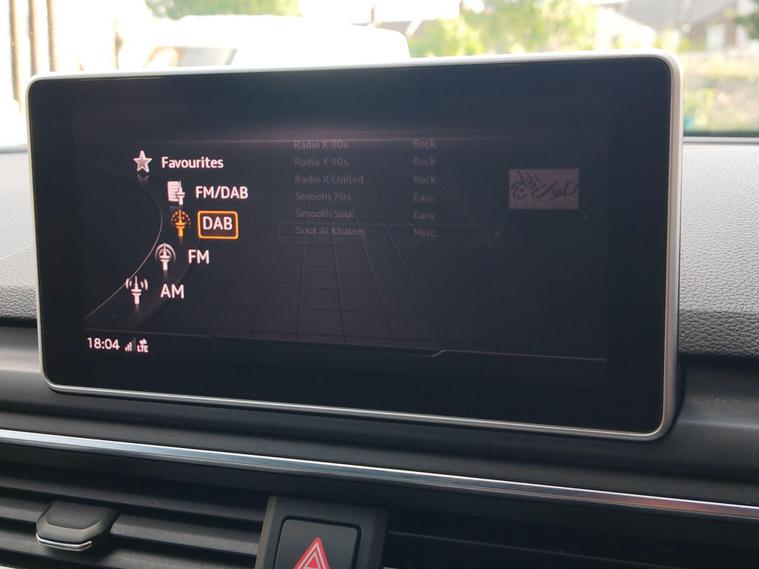 Radio X 00s Rock
Radio X 90s Rock
Radio X Chilled Rock
Smooth 70s Easy
Smooth Soul Easy
Sout Al Khaleej Misc.
Favourites
FM/DAB
DAB
FM
AM
18:04 LTE